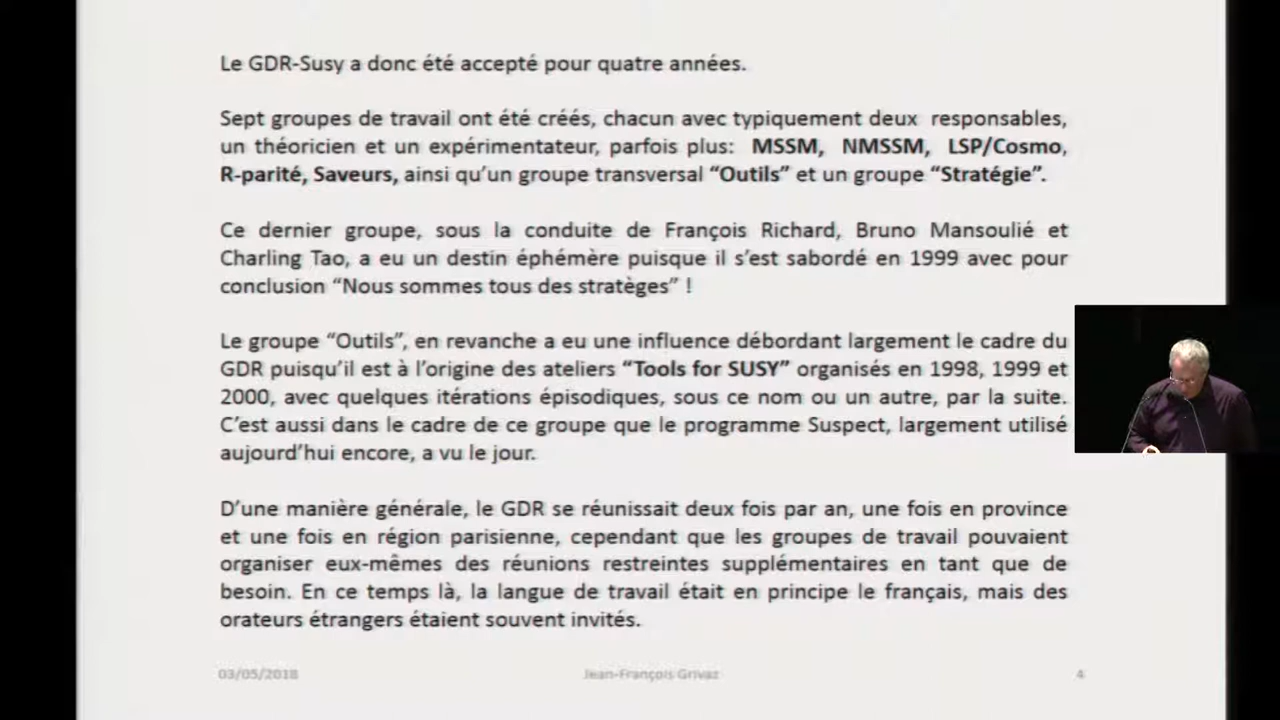 Le GDR-Susy a donc été accepté pour quatre années.
Sept groupes de travail ont été créés, chacun avec typiquement deux responsables,
un théoricien et un expérimentateur, parfois plus: MSSM, NMSSM, LSP/Cosmo,
R-parité, Saveurs, ainsi qu'un groupe transversal “Outils” et un groupe “Stratégie”.
Ce dernier groupe, sous la conduite de François Richard, Bruno Mansoulié et
Charling Tao, a eu un destin éphémère puisque il s'est sabordé en 1999 avec pour
conclusion “Nous sommes tous des stratèges” !
Le groupe “Outils”, en revanche a eu une influence débordant largement le cadre du
GDR puisqu'il est à l'origine des ateliers “Tools for SUSY” organisés en 1998, 1999 et
2000, avec quelques itérations épisodiques, sous ce nom ou un autre, par la suite.
C'est aussi dans le cadre de ce groupe que le programme Suspect, largement utilisé
aujourd'hui encore, a vu le jour.
D'une manière générale, le GDR se réunissait deux fois par an, une fois en province
et une fois en région parisienne, cependant que les groupes de travail pouvaient
organiser eux-mêmes des réunions restreintes supplémentaires en tant que de
besoin. En ce temps là, la langue de travail était en principe le français, mais des
orateurs étrangers étaient souvent invités.
03/05/2018 Jean-François Grivaz 4